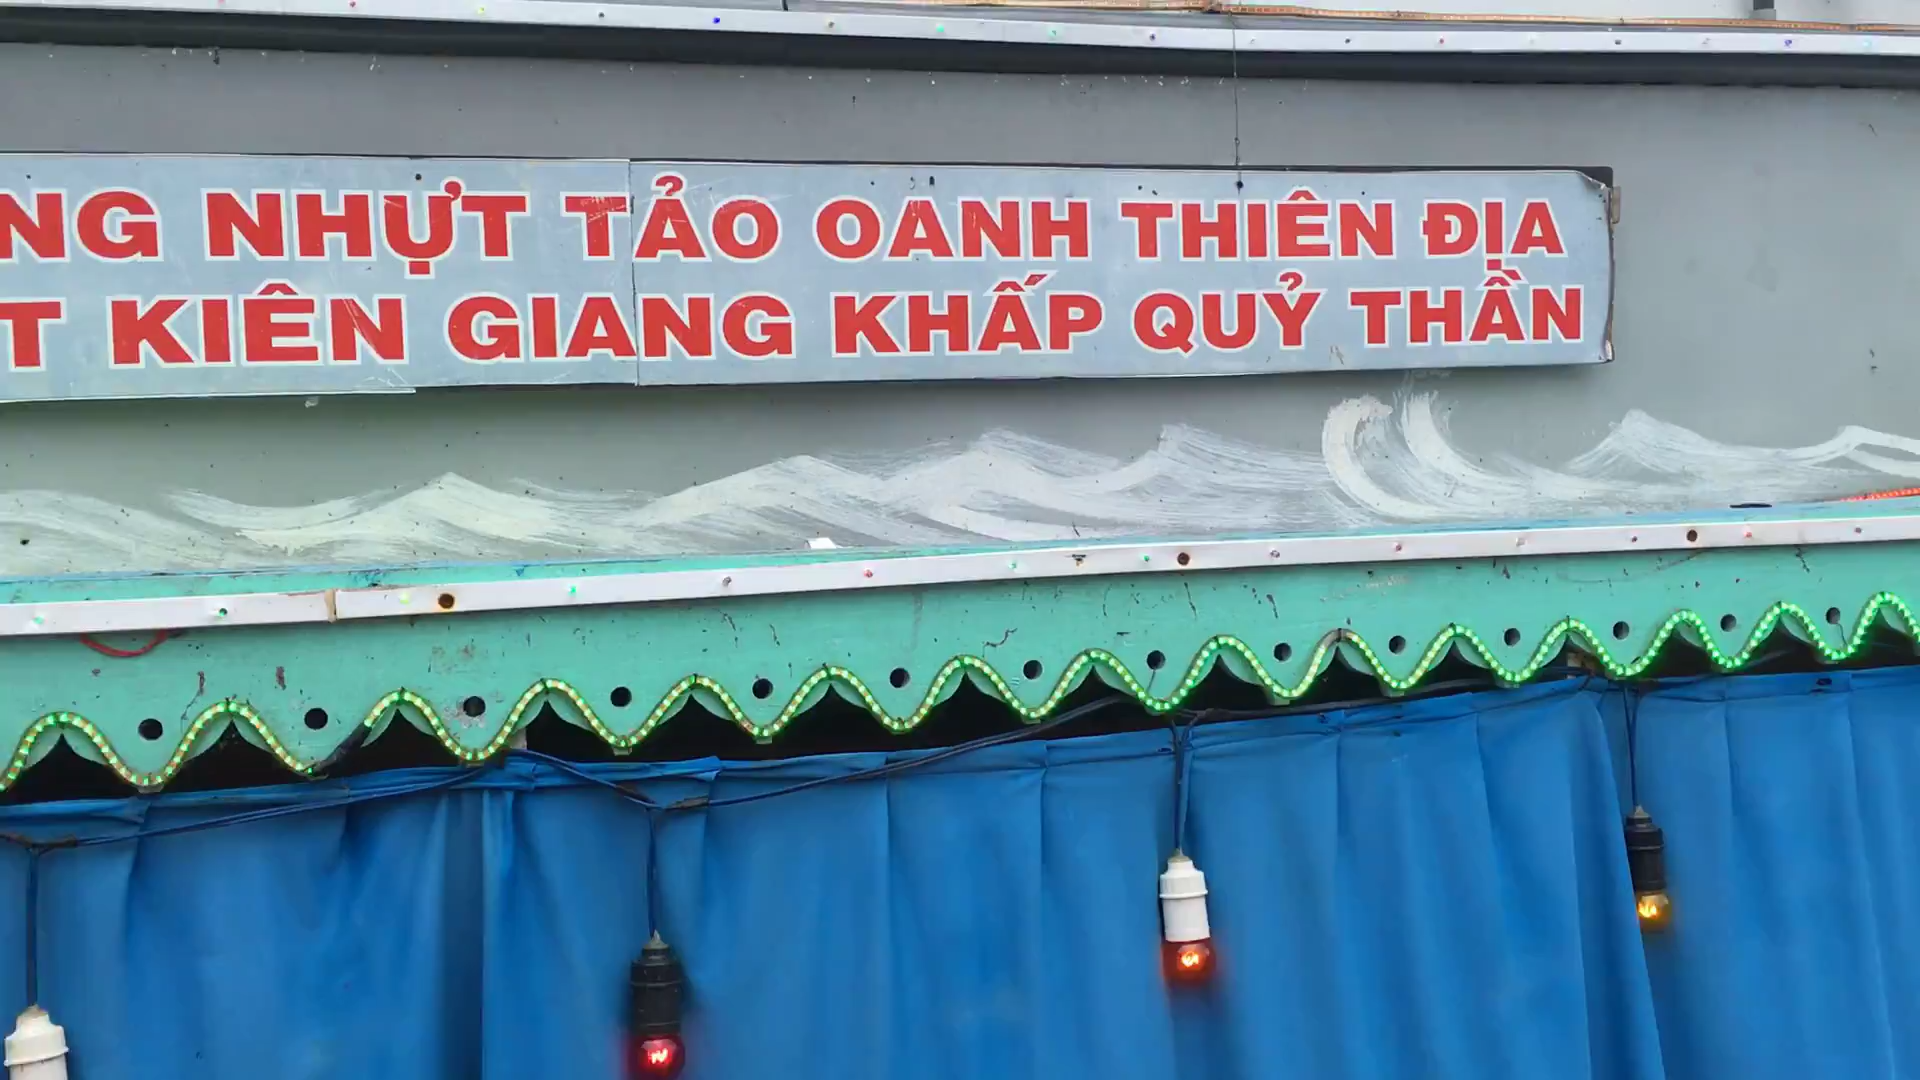 NG NHỰT TẢO OANH THIÊN ĐỊA
T KIÊN GIANG KHẤP QUỶ THẦN